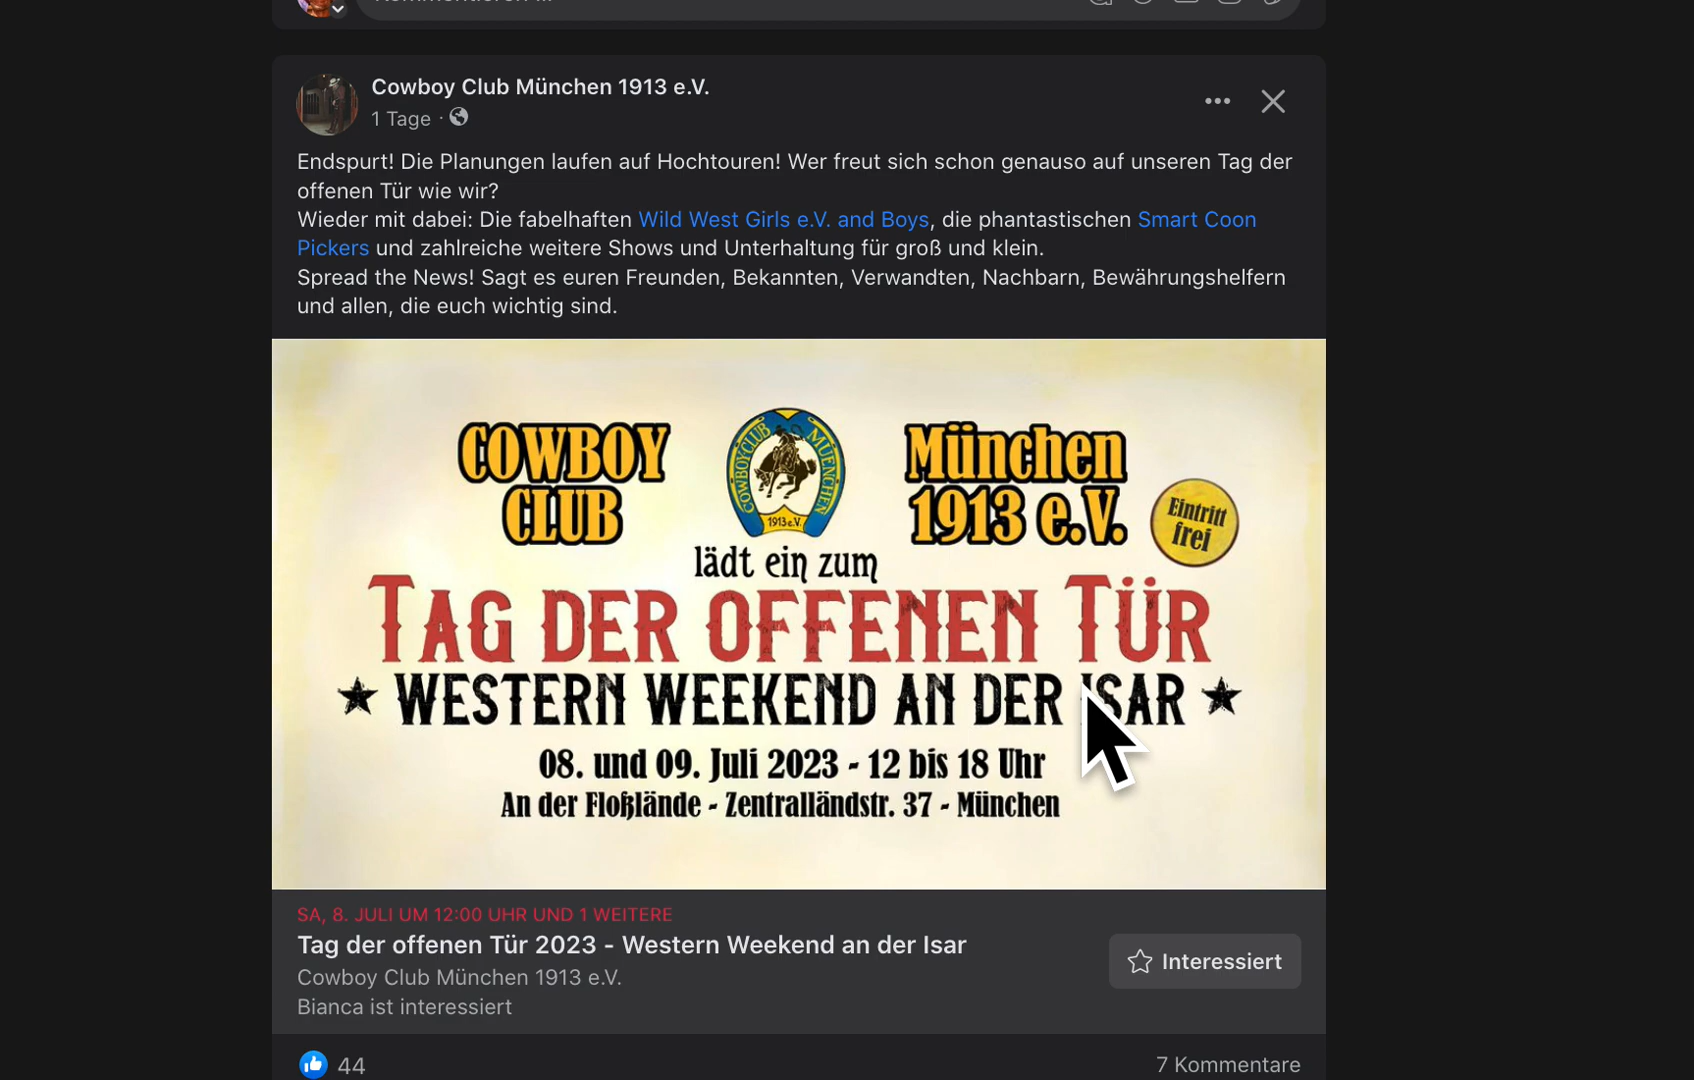 Cowboy Club München 1913 e.V.
1 Tage ·
Endspurt! Die Planungen laufen auf Hochtouren! Wer freut sich schon genauso auf unseren Tag der
offenen Tür wie wir?
Wieder mit dabei: Die fabelhaften Wild West Girls e.V. and Boys, die phantastischen Smart Coon
Pickers und zahlreiche weitere Shows und Unterhaltung für groß und klein.
Spread the News! Sagt es euren Freunden, Bekannten, Verwandten, Nachbarn, Bewährungshelfern
und allen, die euch wichtig sind.
COWBOY
CLUB
COWBOYCLUB MUENCHEN
1913 e.V.
München
1913 e.V.
Eintritt
frei
lädt ein zum
TAG DER OFFENEN TÜR
WESTERN WEEKEND AN DER ISAR
08. und 09. Juli 2023 - 12 bis 18 Uhr
An der Floßlände - Zentralländstr. 37 - München
SA, 8. JULI UM 12:00 UHR UND 1 WEITERE
Tag der offenen Tür 2023 - Western Weekend an der Isar
Interessiert
Cowboy Club München 1913 e.V.
Bianca ist interessiert
44
7 Kommentare